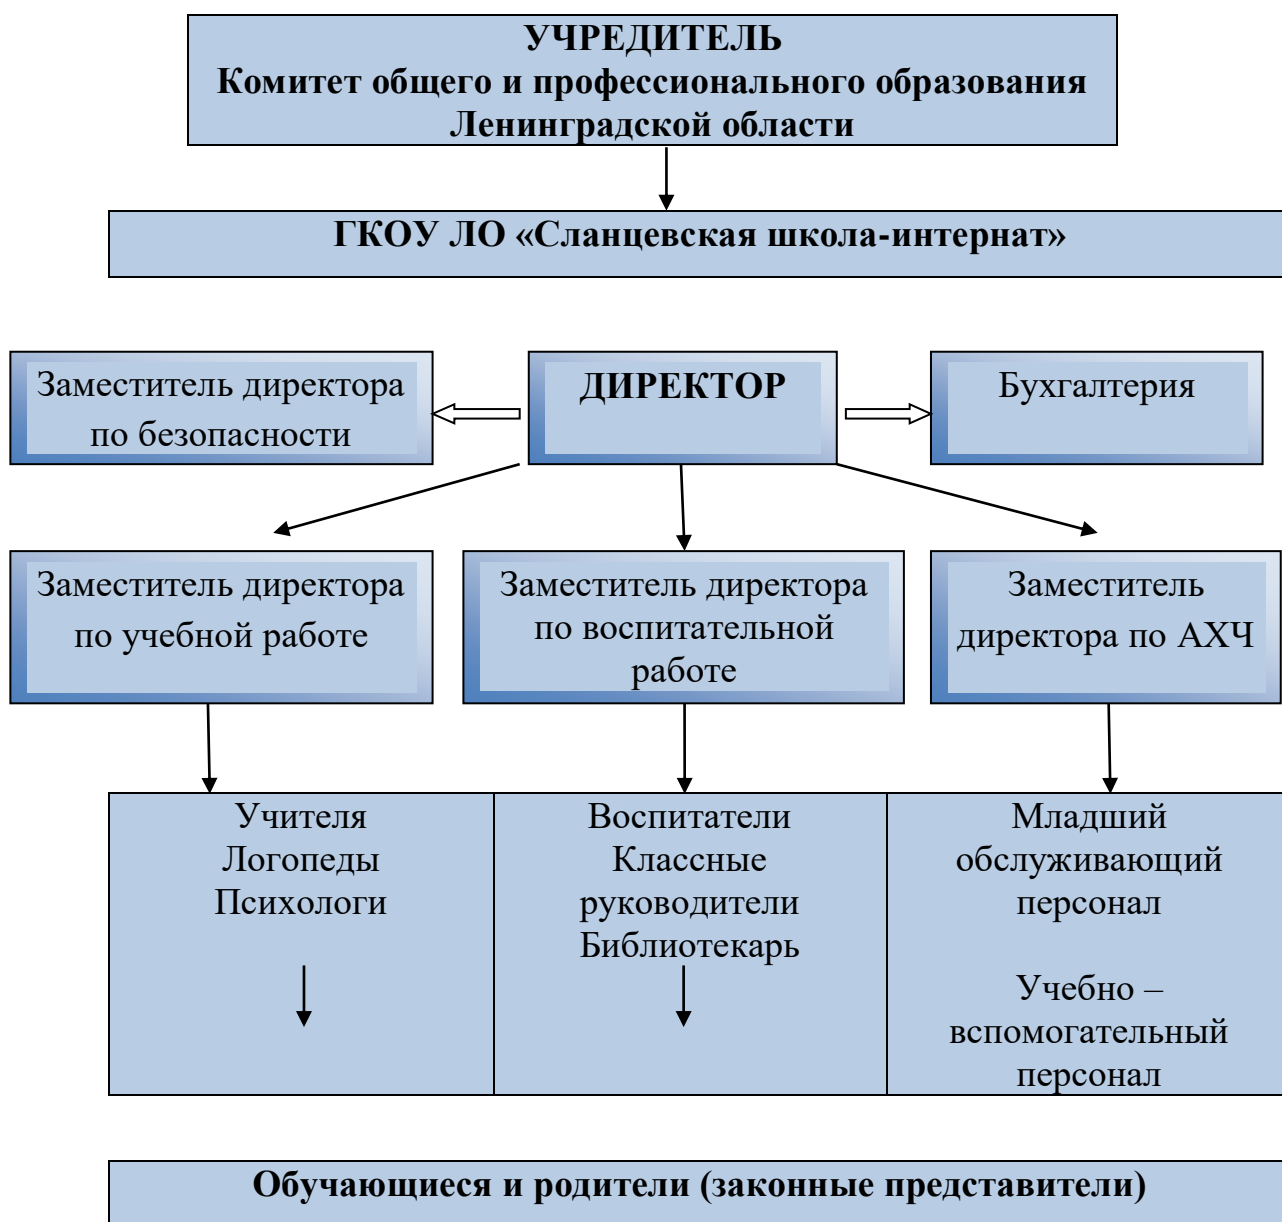 УЧРЕДИТЕЛЬ
Комитет общего и профессионального образования
Ленинградской области
ГКОУ ЛО «Сланцевская школа-интернат»
Заместитель директора
по безопасности
ДИРЕКТОР
Бухгалтерия
Заместитель директора
по учебной работе
Заместитель директора
по воспитательной
работе
Заместитель
директора по АХЧ
Учителя
Логопеды
Психологи
Воспитатели
Классные
руководители
Библиотекарь
Младший
обслуживающий
персонал
Учебно –
вспомогательный
персонал
Обучающиеся и родители (законные представители)